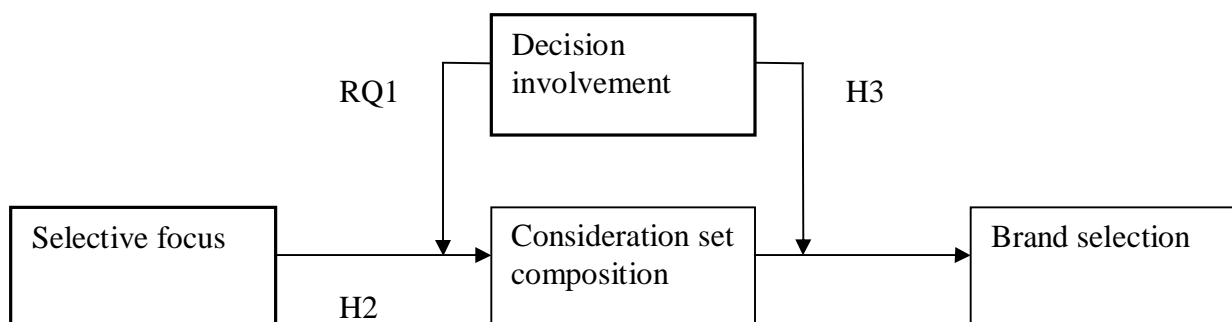 Decision
involvement
RQ1
H3
Selective focus
Consideration set
composition
Brand selection
H2